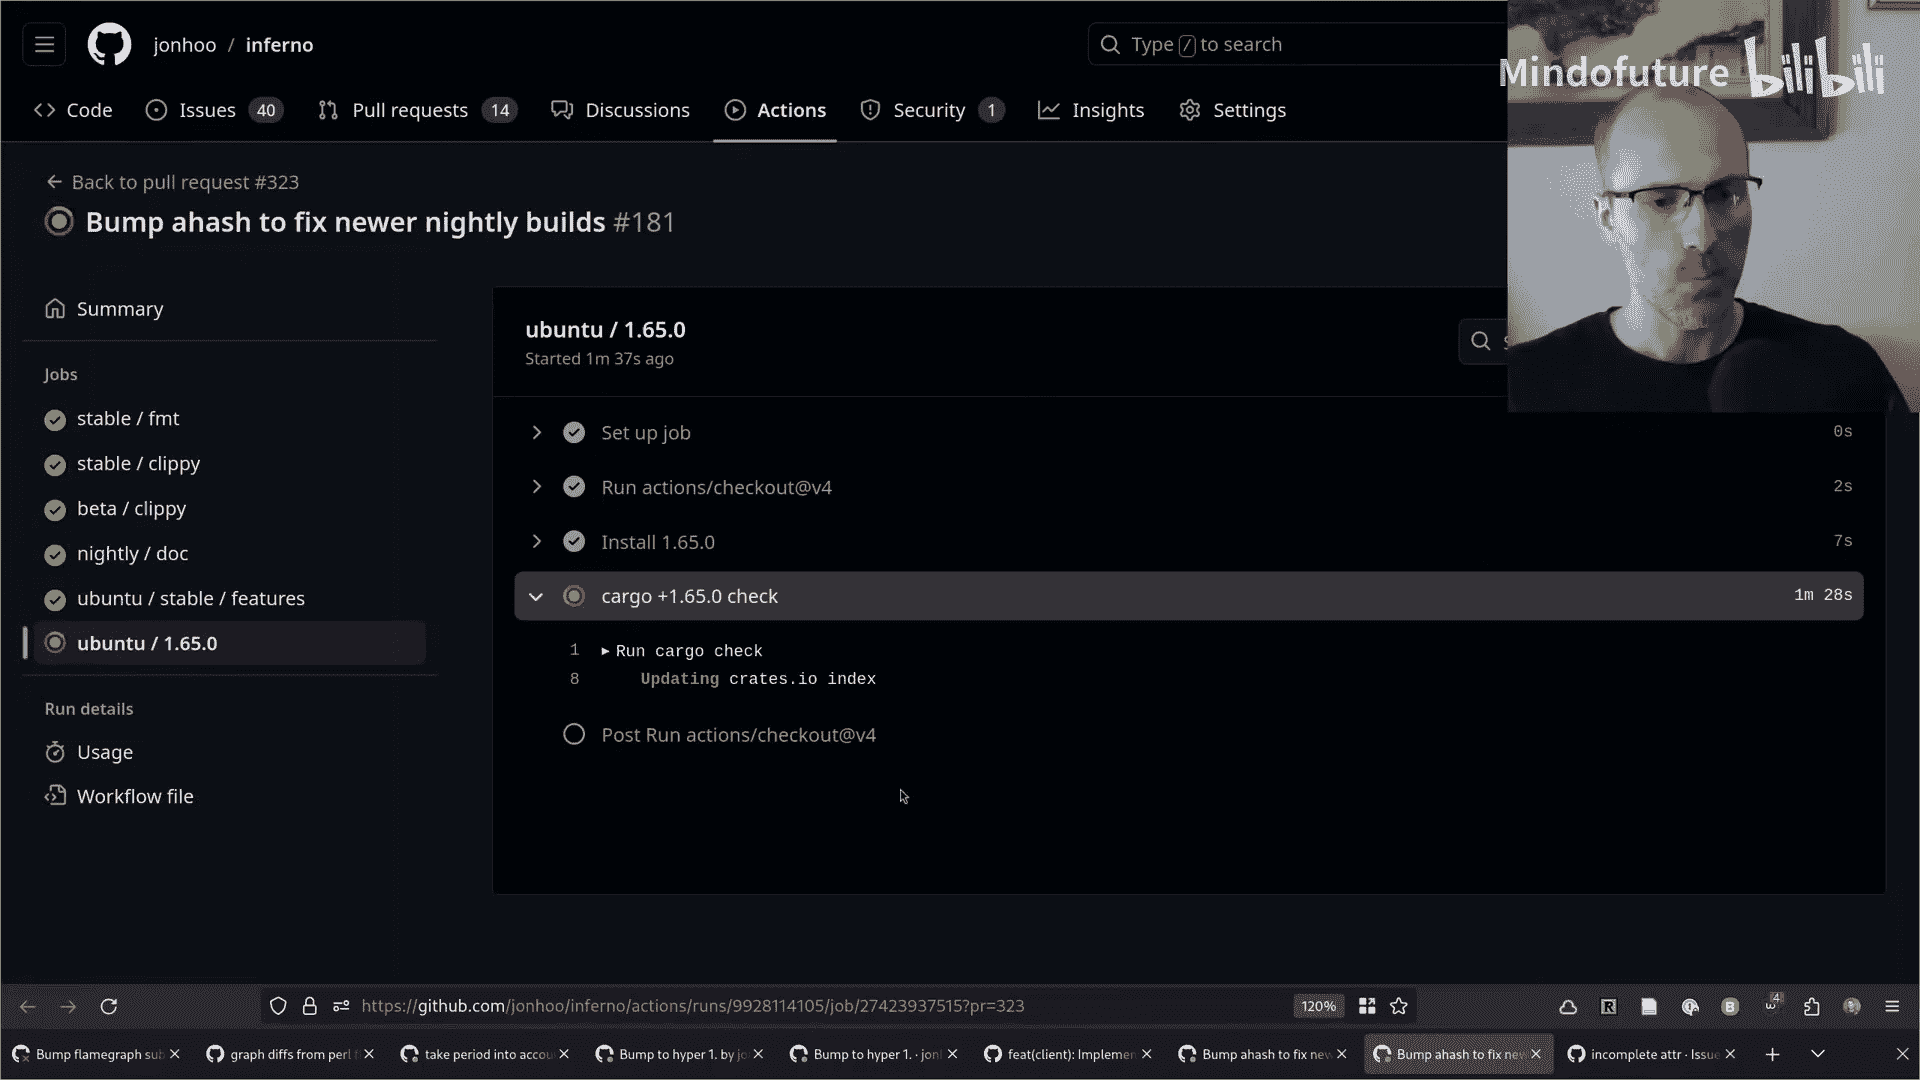 jonhoo / inferno
Type / to search
Mindofuture bilibili
Code
Issues 40
Pull requests 14
Discussions
Actions
Security 1
Insights
Settings
Back to pull request #323
Bump ahash to fix newer nightly builds #181
Summary
Jobs
stable / fmt
stable / clippy
beta / clippy
nightly / doc
ubuntu / stable / features
ubuntu / 1.65.0
Run details
Usage
Workflow file
ubuntu / 1.65.0
Started 1m 37s ago
Set up job 0s
Run actions/checkout@v4 2s
Install 1.65.0 7s
cargo +1.65.0 check 1m 28s
1 Run cargo check
8 Updating crates.io index
Post Run actions/checkout@v4
https://github.com/jonhoo/inferno/actions/runs/9928114105/job/27423937515?pr=323
120%
4
Bump flamegraph sub
graph diffs from perl
take period into accou
Bump to hyper 1. by jo
Bump to hyper 1. · jon
feat(client): Implemen
Bump ahash to fix new
Bump ahash to fix ne
incomplete attr · Issue